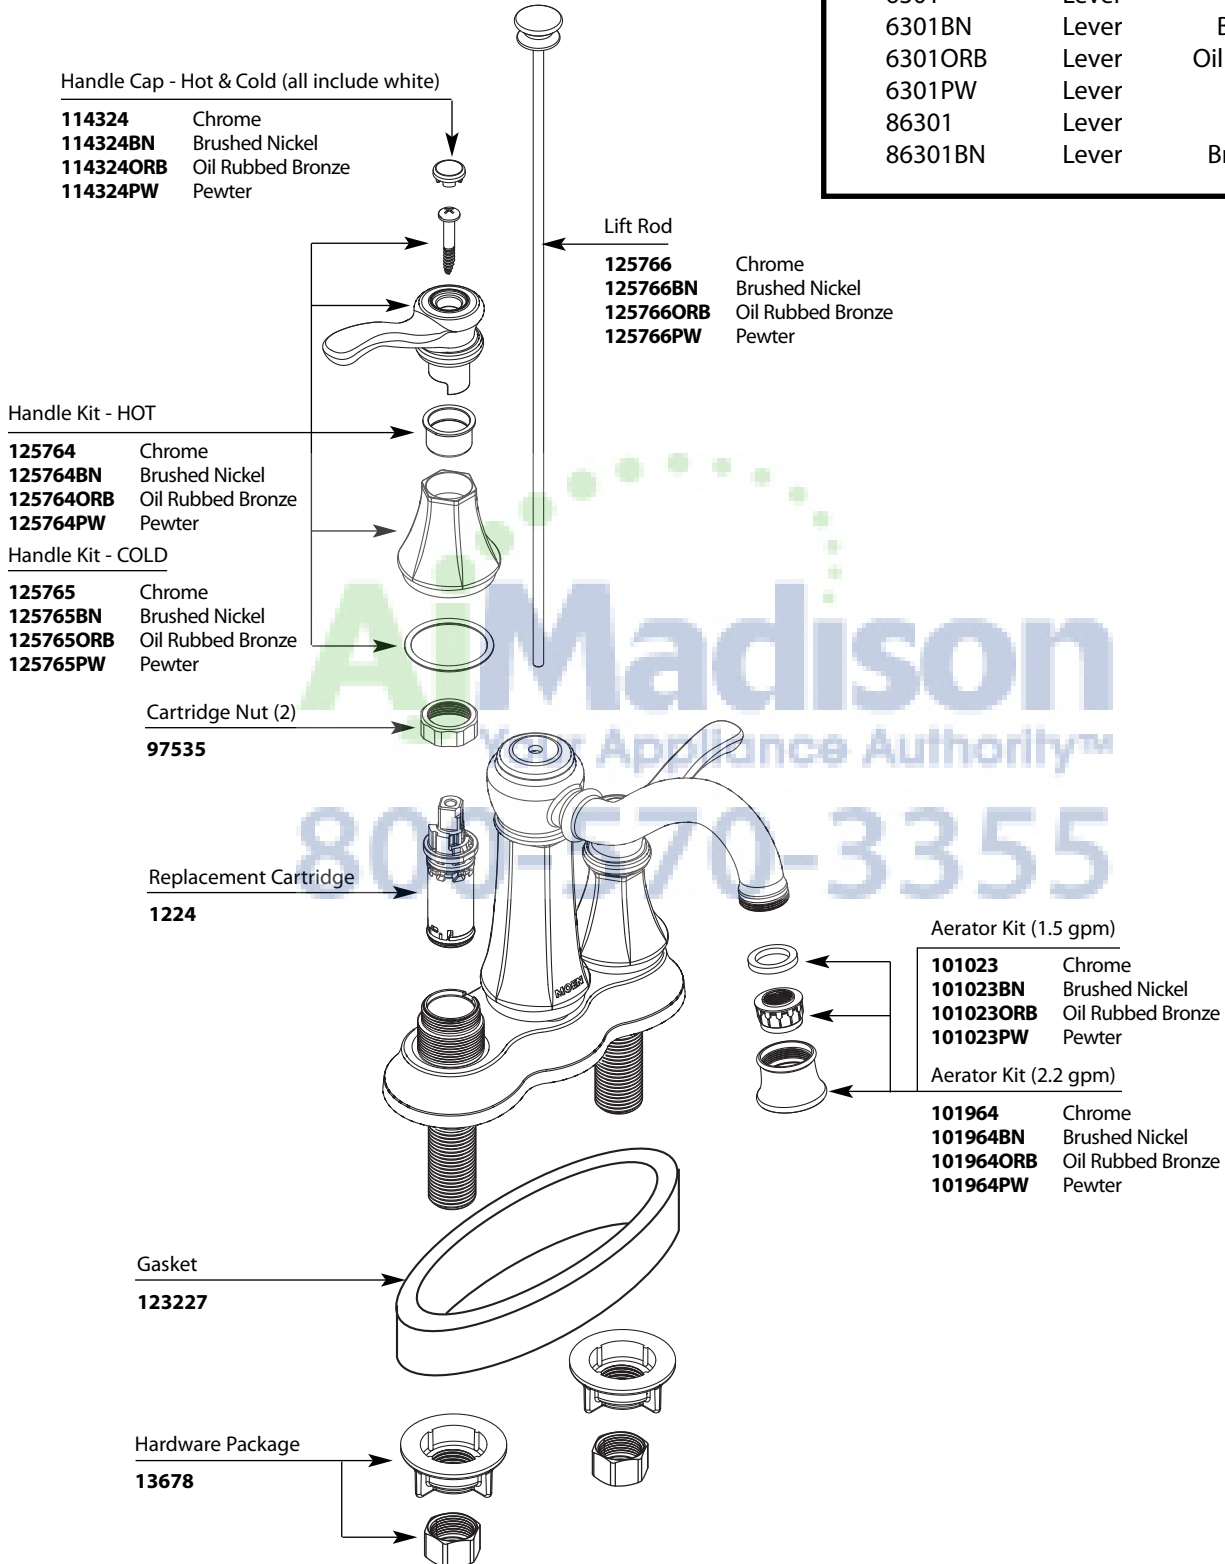 6301 Lever
6301BN Lever B
6301ORB Lever Oil
6301PW Lever
86301 Lever
86301BN Lever Br
Handle Cap - Hot & Cold (all include white)
114324 Chrome
114324BN Brushed Nickel
114324ORB Oil Rubbed Bronze
114324PW Pewter
Lift Rod
125766 Chrome
125766BN Brushed Nickel
125766ORB Oil Rubbed Bronze
125766PW Pewter
Handle Kit - HOT
125764 Chrome
125764BN Brushed Nickel
125764ORB Oil Rubbed Bronze
125764PW Pewter
Handle Kit - COLD
125765 Chrome
125765BN Brushed Nickel
125765ORB Oil Rubbed Bronze
125765PW Pewter
AjMadison
Your Appliance Authority™
800-570-3355
Cartridge Nut (2)
97535
Replacement Cartridge
1224
MOEN
Aerator Kit (1.5 gpm)
101023 Chrome
101023BN Brushed Nickel
101023ORB Oil Rubbed Bronze
101023PW Pewter
Aerator Kit (2.2 gpm)
101964 Chrome
101964BN Brushed Nickel
101964ORB Oil Rubbed Bronze
101964PW Pewter
Gasket
123227
Hardware Package
13678